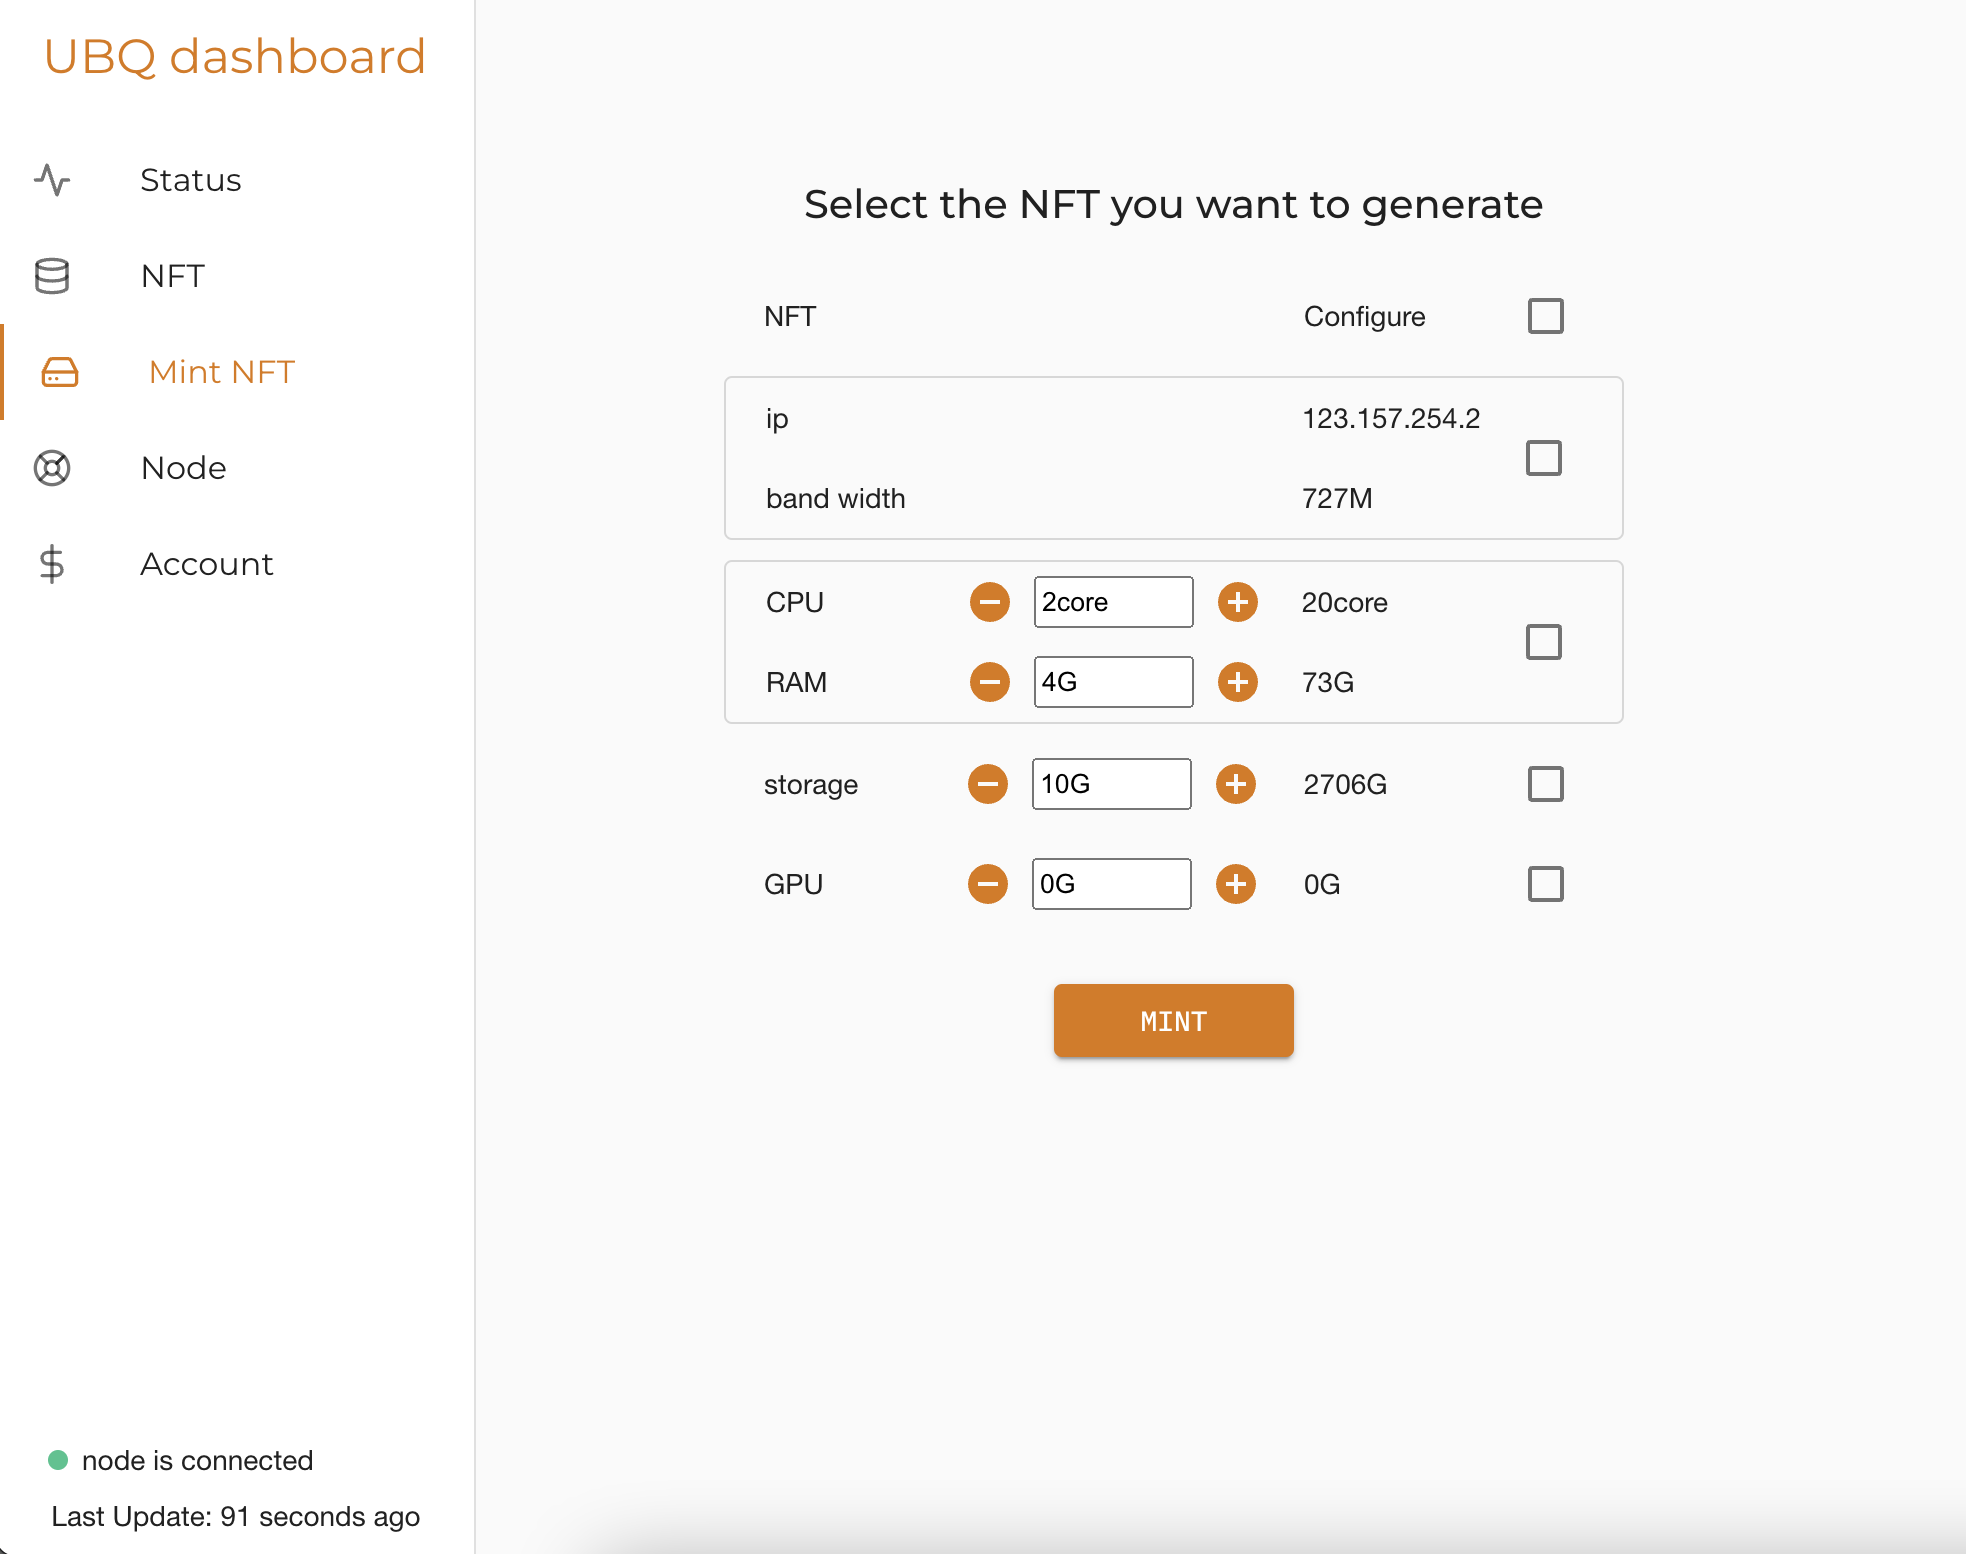 UBQ dashboard
Status
NFT
Mint NFT
Node
Account
node is connected
Last Update: 91 seconds ago
Select the NFT you want to generate
NFT Configure
ip 123.157.254.2
band width 727M
CPU 2core 20core
RAM 4G 73G
storage 10G 2706G
GPU 0G 0G
MINT